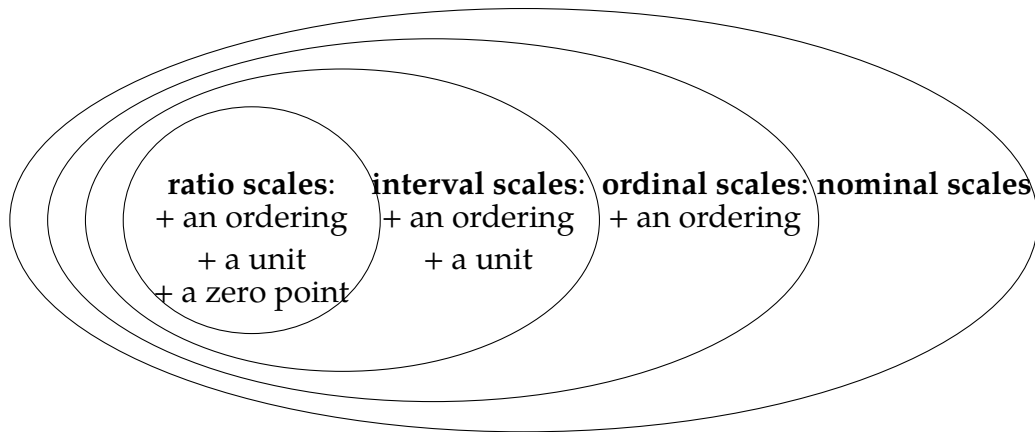 ratio scales:
+ an ordering
+ a unit
+ a zero point
interval scales:
+ an ordering
+ a unit
ordinal scales:
+ an ordering
nominal scales